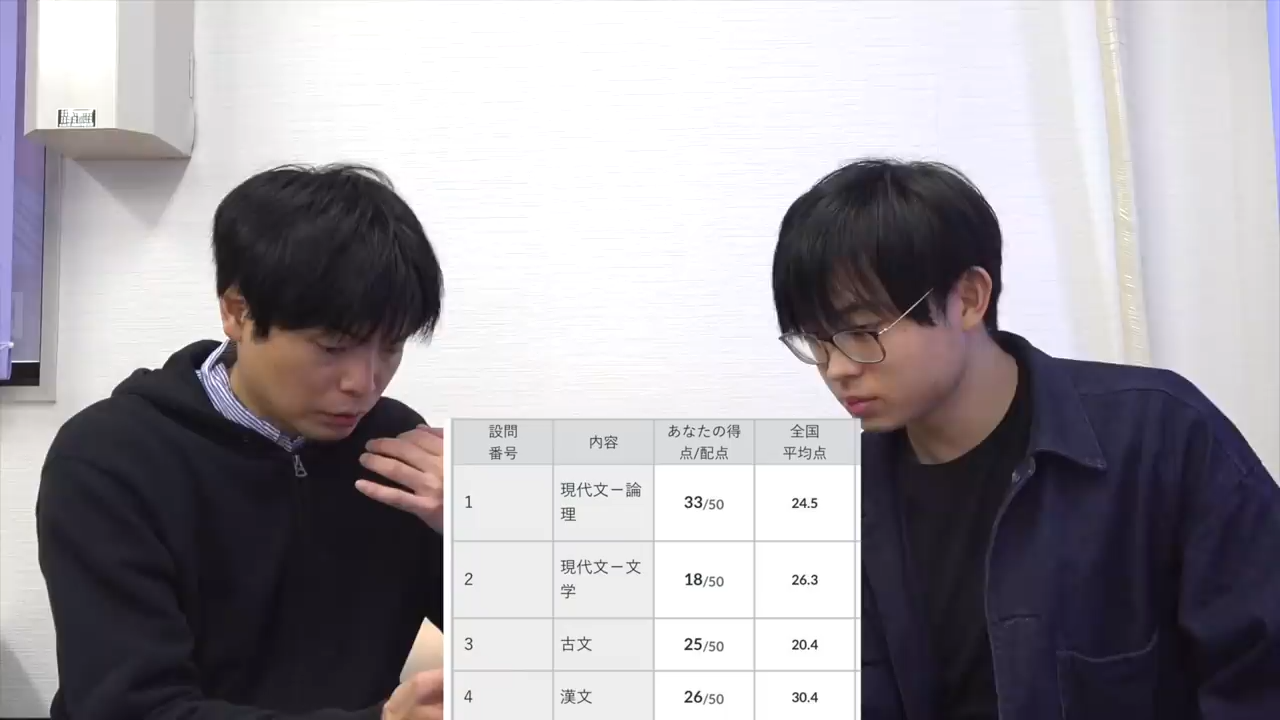 設問
番号
内容
あなたの得
点/配点
全国
平均点
1
現代文－論
理
33/50
24.5
2
現代文－文
学
18/50
26.3
3
古文
25/50
20.4
4
漢文
26/50
30.4